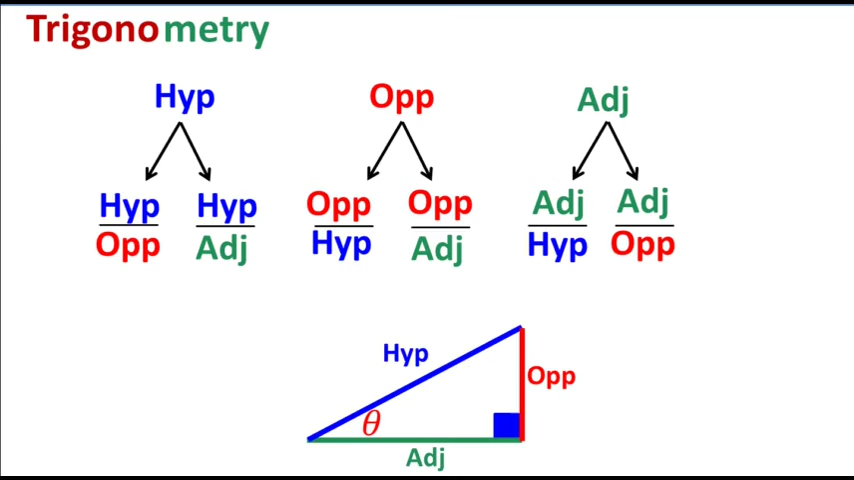 Trigonometry
Hyp Opp Adj
Hyp Hyp Opp Opp Adj Adj
Opp Adj Hyp Adj Hyp Opp
Hyp
Opp
θ
Adj